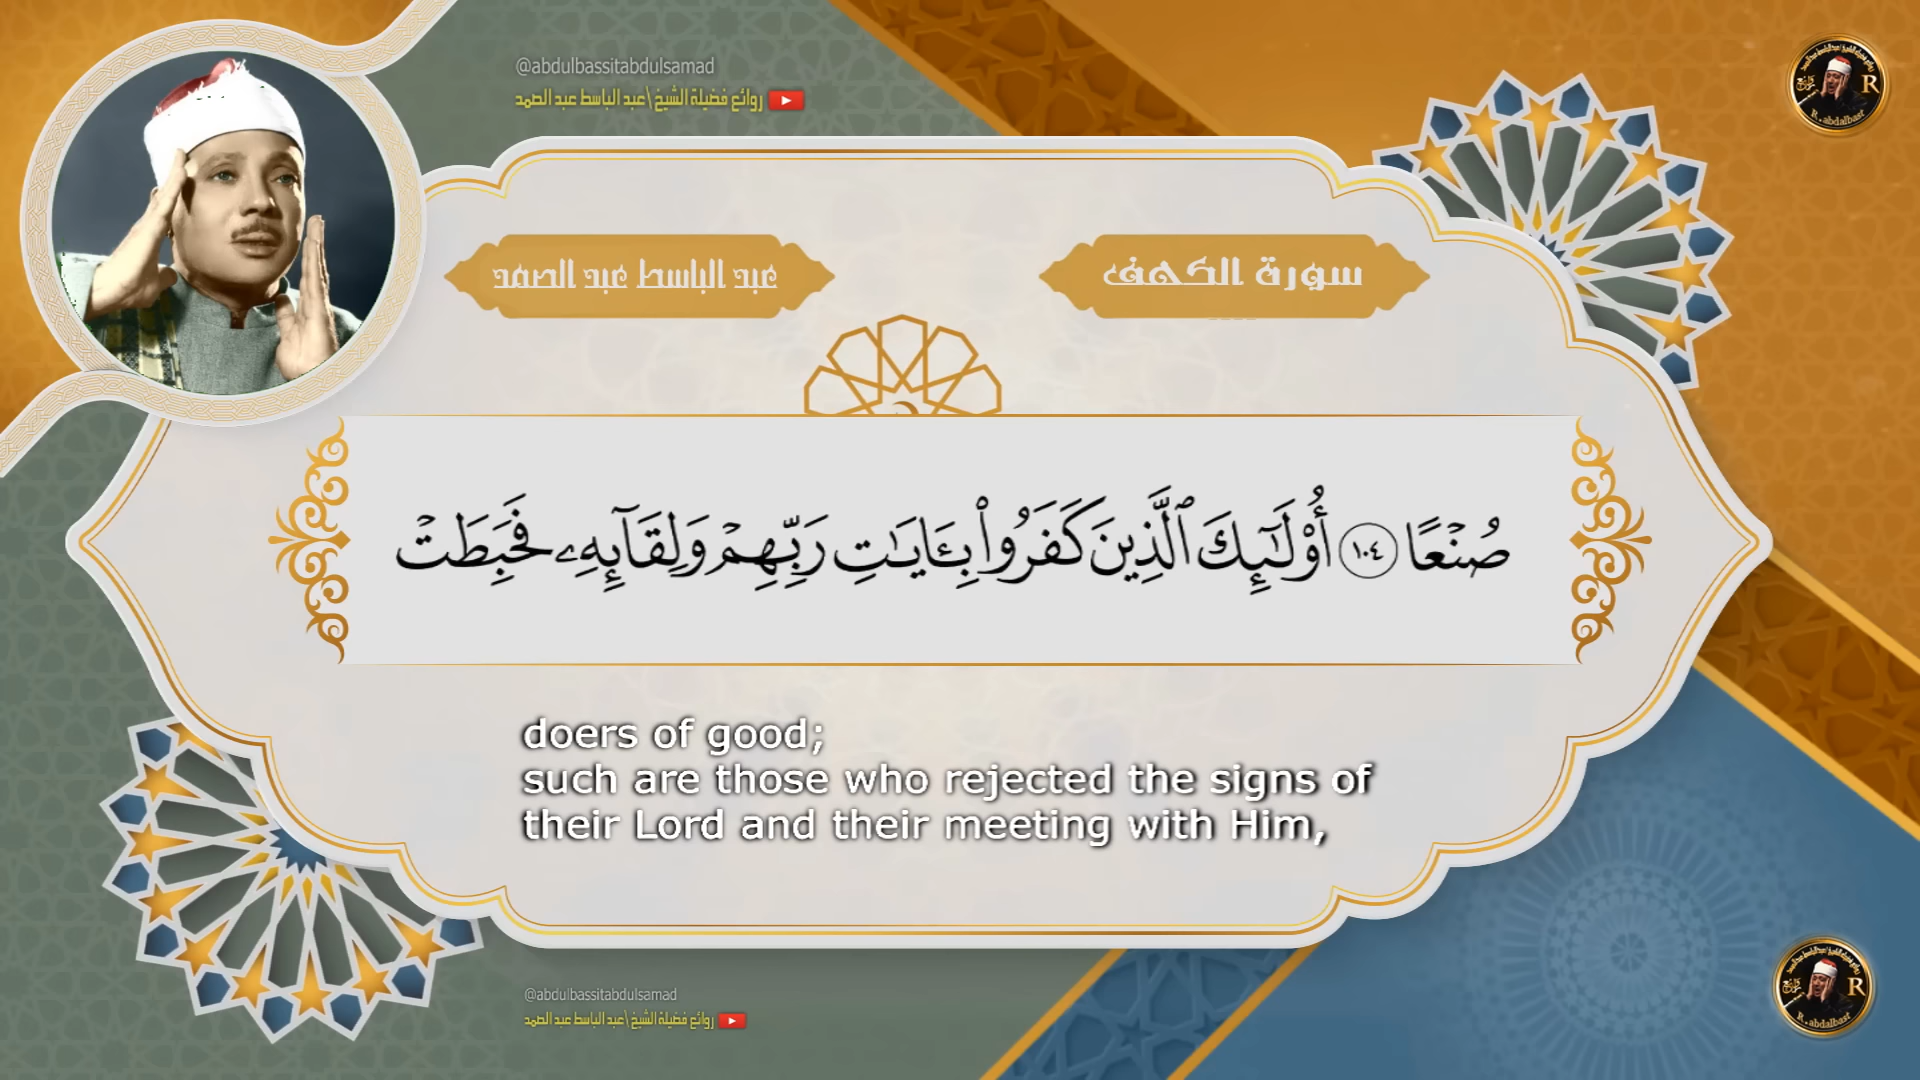 @abdulbassitabdulsamad
روائع فضيلة الشيخ\عبد الباسط عبد الصمد
R
R.abdalbast
عبد الباسط عبد الصمد
سورة الكهف
صُنْعًا ١٠٤ أُو۟لَـٰٓئِكَ ٱلَّذِينَ كَفَرُوا۟ بِـَٔايَـٰتِ رَبِّهِمْ وَلِقَآئِهِۦ فَحَبِطَتْ
doers of good;
such are those who rejected the signs of
their Lord and their meeting with Him,
@abdulbassitabdulsamad
روائع فضيلة الشيخ\عبد الباسط عبد الصمد
R
R.abdalbast